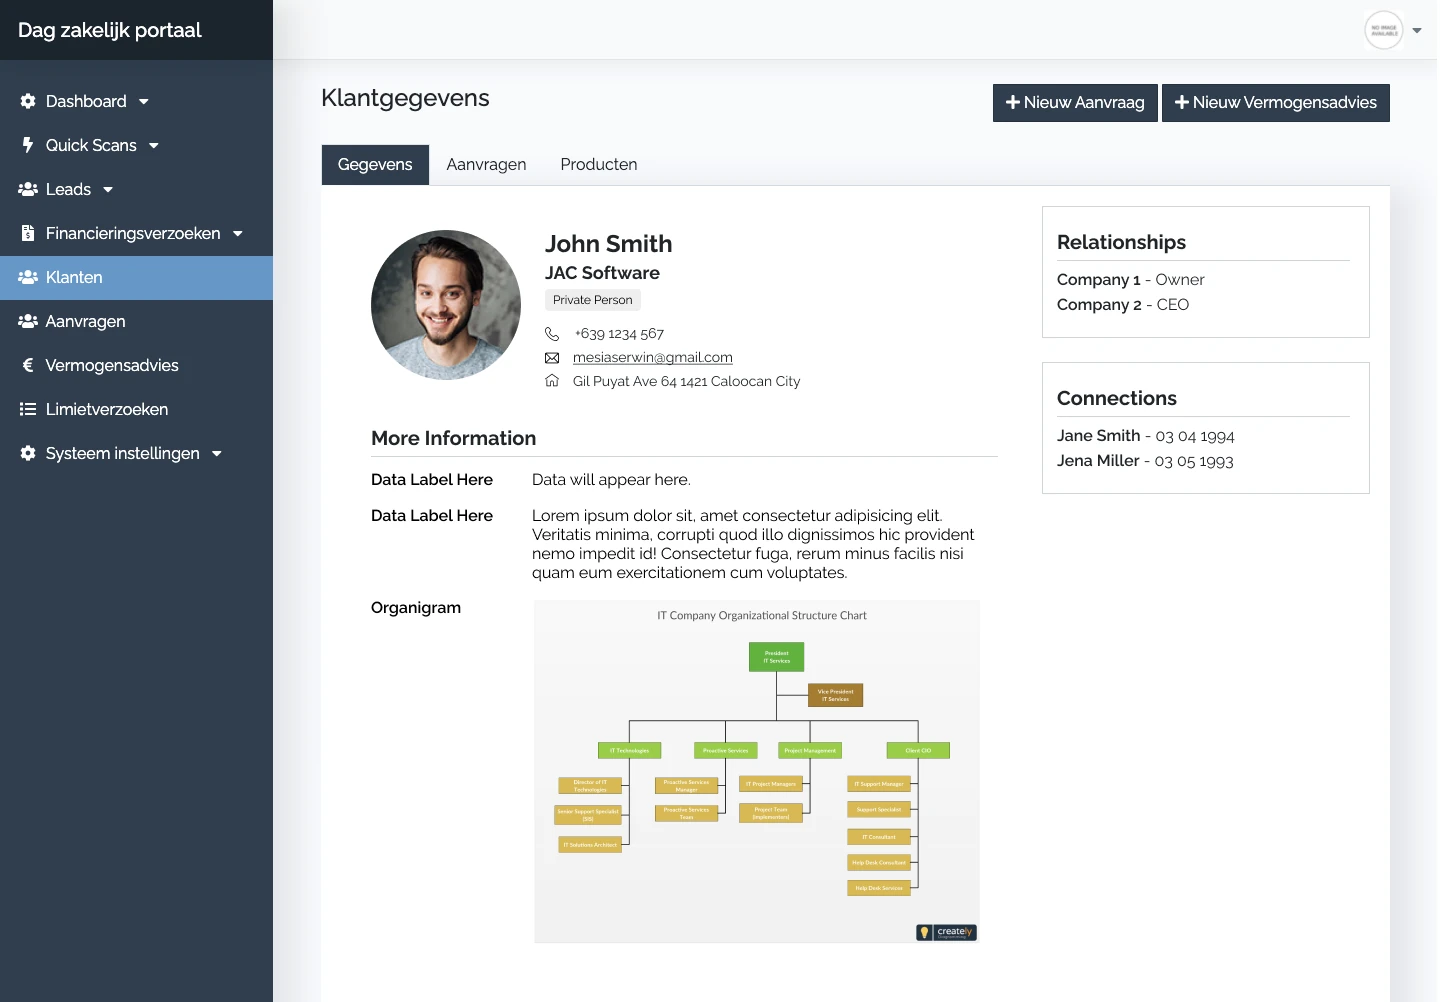 Dag zakelijk portaal
NO IMAGE
AVAILABLE
Dashboard
Quick Scans
Leads
Financieringsverzoeken
Klanten
Aanvragen
Vermogensadvies
Limietverzoeken
Systeem instellingen
Klantgegevens
Nieuw Aanvraag
Nieuw Vermogensadvies
Gegevens
Aanvragen
Producten
John Smith
JAC Software
Private Person
+639 1234 567
mesiaserwin@gmail.com
Gil Puyat Ave 64 1421 Caloocan City
More Information
Data Label Here
Data will appear here.
Data Label Here
Lorem ipsum dolor sit, amet consectetur adipisicing elit.
Veritatis minima, corrupti quod illo dignissimos hic provident
nemo impedit id! Consectetur fuga, rerum minus facilis nisi
quam eum exercitationem cum voluptates.
Organigram
IT Company Organizational Structure Chart
President
IT Services
Vice President
IT Services
IT Technologies
Proactive Services
Project Management
Client CIO
Director of IT
Technologies
Senior Support Specialist
(SIS)
IT Solutions Architect
Proactive Services
Manager
Proactive Services
Team
IT Project Managers
Project Team
(Implementers)
IT Support Manager
Support Specialist
IT Consultant
Help Desk Consultant
Help Desk Services
creately
Relationships
Company 1 - Owner
Company 2 - CEO
Connections
Jane Smith - 03 04 1994
Jena Miller - 03 05 1993